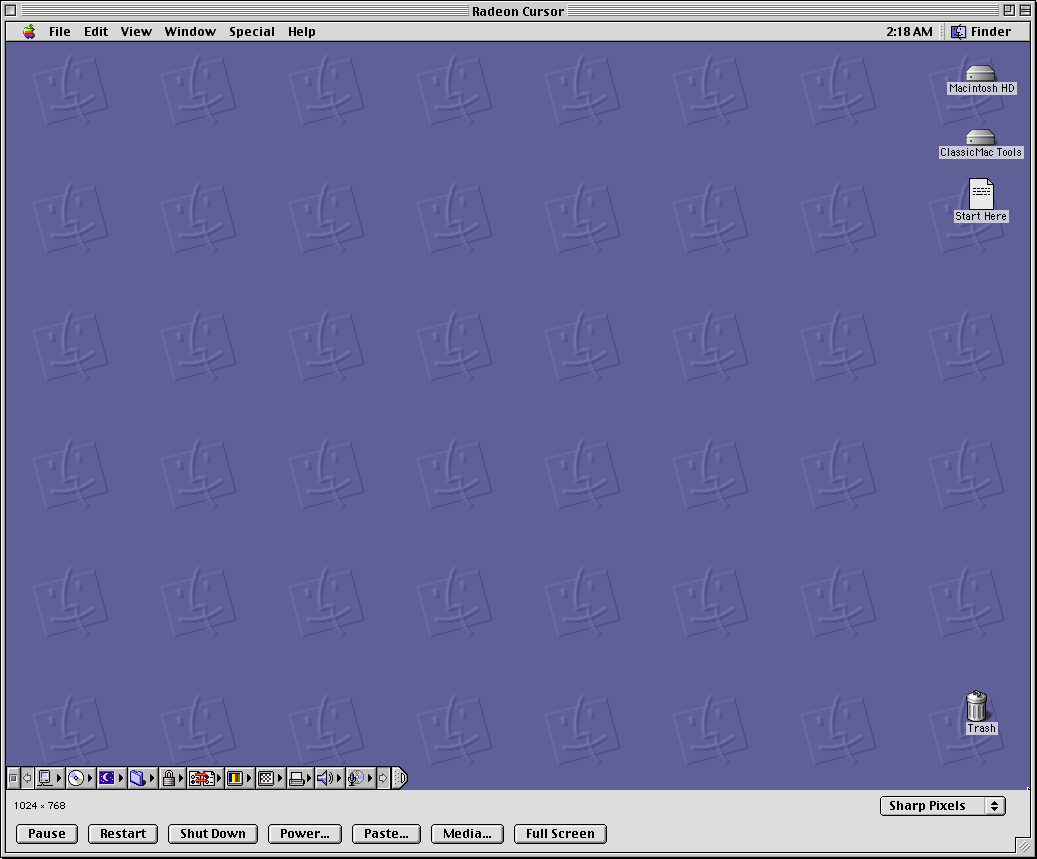 Radeon Cursor
File Edit View Window Special Help 2:18 AM Finder
Macintosh HD
ClassicMac Tools
Start Here
Trash
1024 × 768
Sharp Pixels
Pause Restart Shut Down Power... Paste... Media... Full Screen